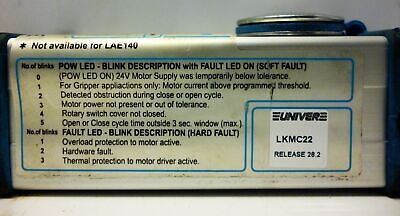 * Not available for LAE140
No.of blinks POW LED - BLINK DESCRIPTION with FAULT LED ON (SOFT FAULT)
0 (POW LED ON) 24V Motor Supply was temporarily below tolerance.
1 For Gripper appliactions only: Motor current above programmed threshold.
2 Detected obstruction during close or open cycle.
3 Motor power not present or out of tolerance.
4 Rotary switch cover not closed.
5 Open or Close cycle time outside 3 sec. window (max.)
No.of blinks FAULT LED - BLINK DESCRIPTION (HARD FAULT)
1 Overload protection to motor active.
2 Hardware fault.
3 Thermal protection to motor driver active.
UNIVER
LKMC22
RELEASE 28.2